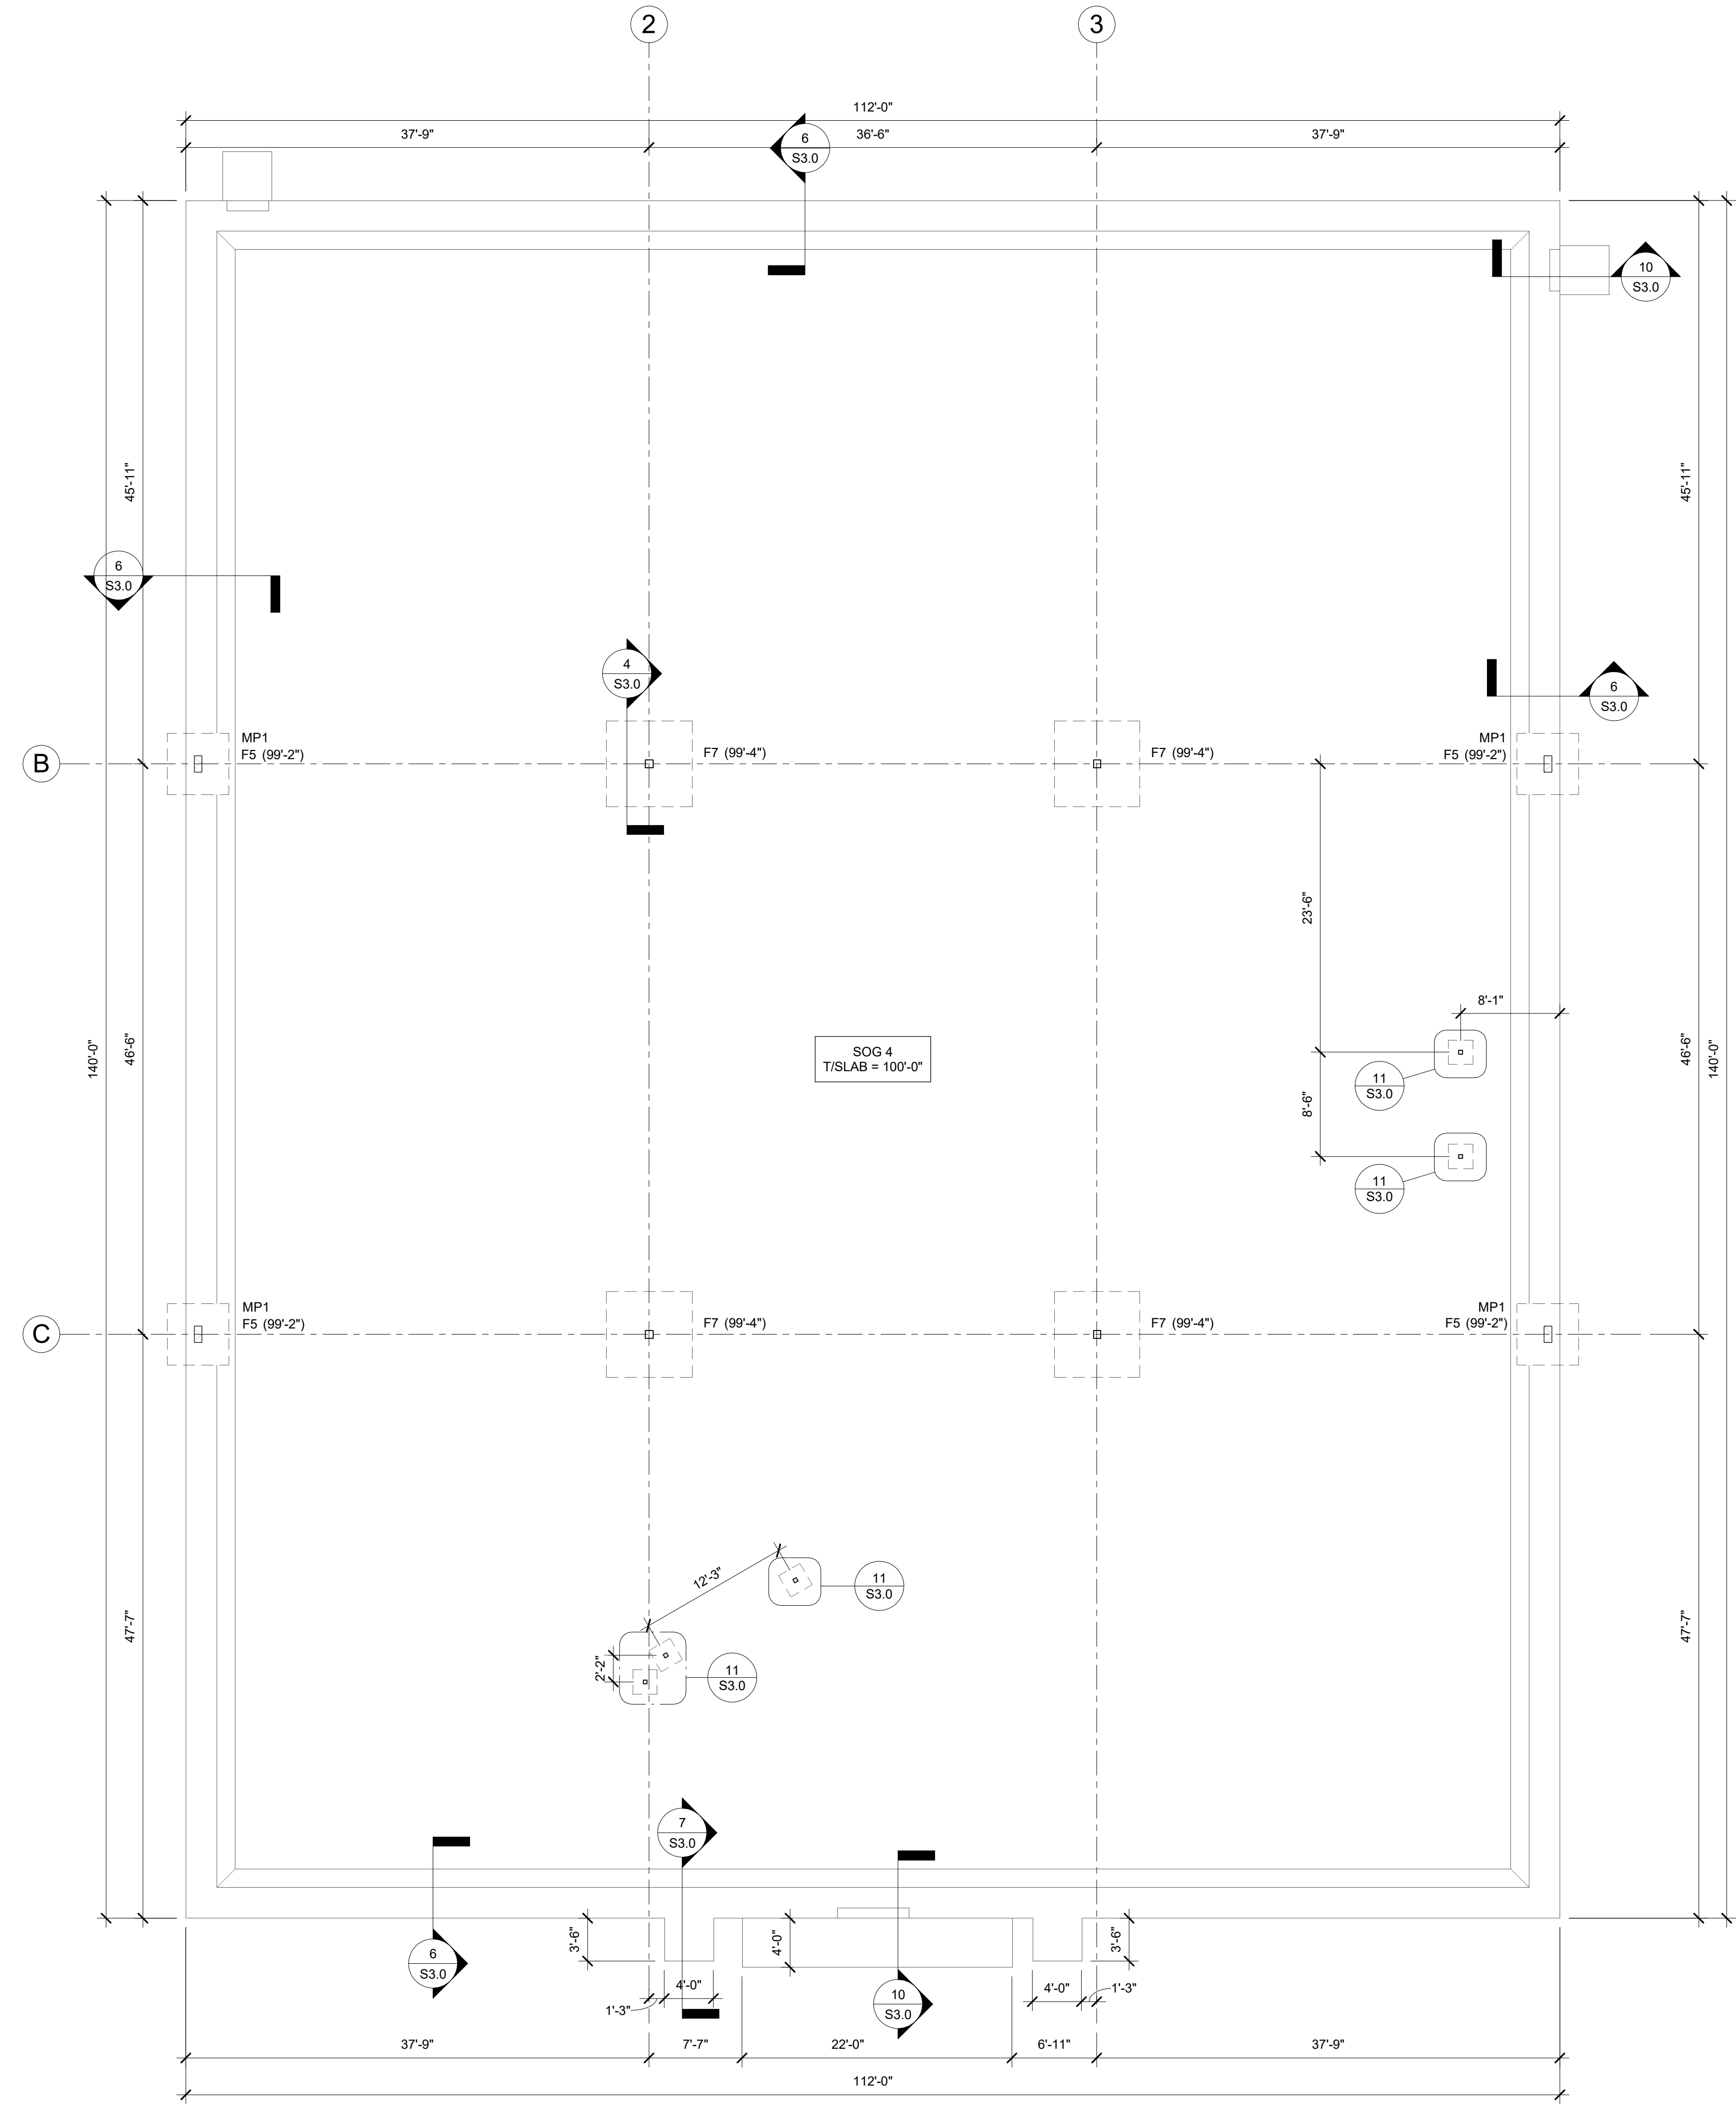 2
3
112'-0"
37'-9"
36'-6"
37'-9"
6
S3.0
10
S3.0
45'-11"
45'-11"
6
S3.0
4
S3.0
6
S3.0
B
MP1
F5 (99'-2")
F7 (99'-4")
F7 (99'-4")
MP1
F5 (99'-2")
23'-6"
8'-1"
140'-0"
46'-6"
SOG 4
T/SLAB = 100'-0"
46'-6"
140'-0"
11
S3.0
8'-6"
11
S3.0
C
MP1
F5 (99'-2")
F7 (99'-4")
F7 (99'-4")
MP1
F5 (99'-2")
12'-3"
11
S3.0
47'-7"
47'-7"
2'-2"
11
S3.0
7
S3.0
3'-6"
4'-0"
3'-6"
6
S3.0
4'-0"
1'-3"
10
S3.0
4'-0"
1'-3"
37'-9"
7'-7"
22'-0"
6'-11"
37'-9"
112'-0"